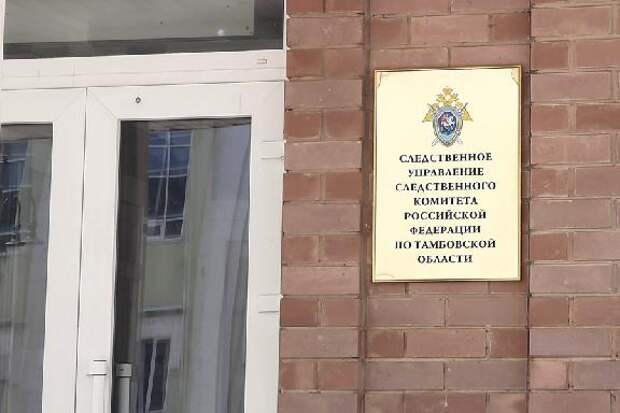 СЛЕДСТВЕННОЕ
УПРАВЛЕНИЕ
СЛЕДСТВЕННОГО
КОМИТЕТА
РОССИЙСКОЙ
ФЕДЕРАЦИИ
ПО ТАМБОВСКОЙ
ОБЛАСТИ